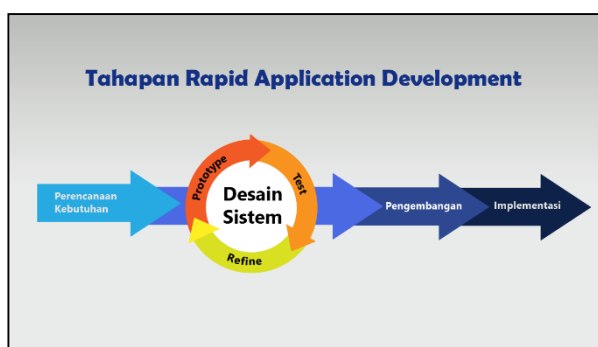 Tahapan Rapid Application Development
Perencanaan
Kebutuhan
Prototype
Test
Refine
Desain
Sistem
Pengembangan
Implementasi